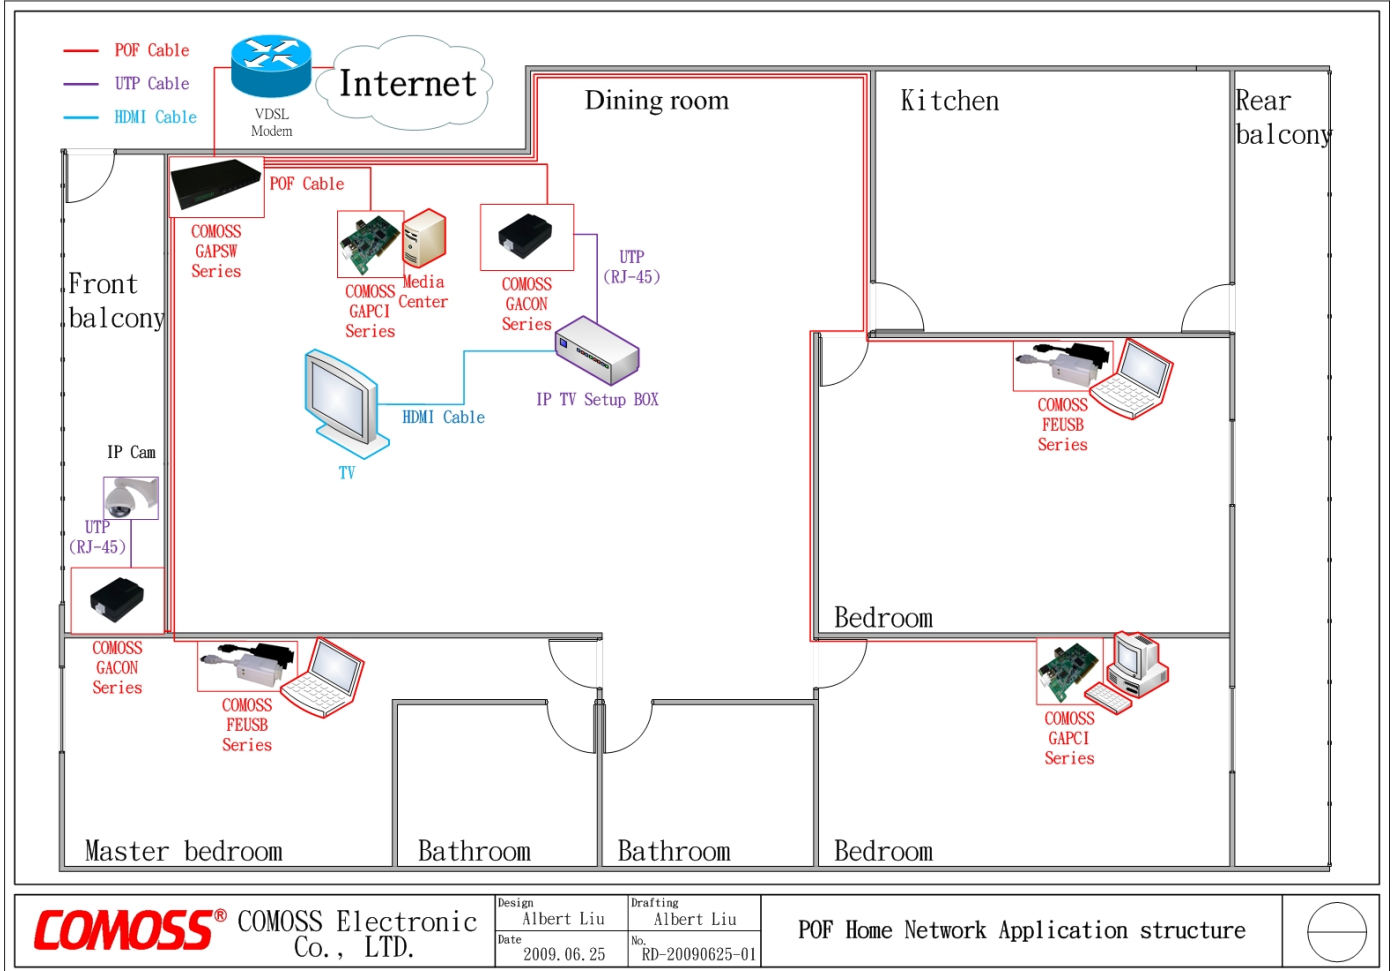 POF Cable
UTP Cable
HDMI Cable
VDSL
Modem
Internet
Dining room
Kitchen
Rear
balcony
POF Cable
COMOSS
GAPSW
Series
COMOSS
GAPCI
Series
Media
Center
COMOSS
GACON
Series
UTP
(RJ-45)
Front
balcony
IP TV Setup BOX
HDMI Cable
TV
COMOSS
FEUSB
Series
IP Cam
UTP
(RJ-45)
COMOSS
GACON
Series
COMOSS
FEUSB
Series
Bedroom
COMOSS
GAPCI
Series
Master bedroom
Bathroom
Bathroom
Bedroom
COMOSS®
COMOSS Electronic
Co., LTD.
Design
Albert Liu
Drafting
Albert Liu
Date
2009.06.25
No.
RD-20090625-01
POF Home Network Application structure